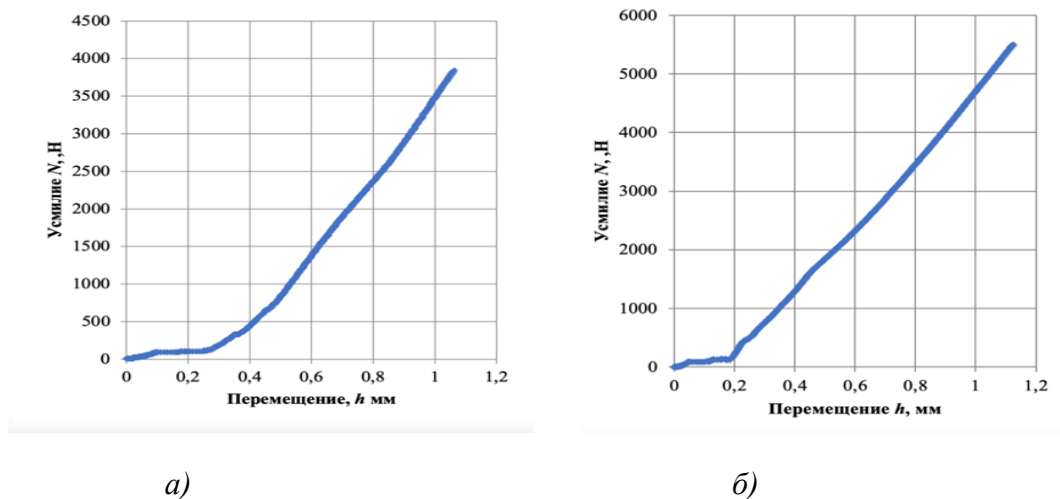 4500
4000
3500
3000
2500
2000
1500
1000
500
0
0 0,2 0,4 0,6 0,8 1 1,2
Усмилие N, ,Н
Перемещение, h мм
6000
5000
4000
3000
2000
1000
0
0 0,2 0,4 0,6 0,8 1 1,2
Усмилие N, ,Н
Перемещение h, мм
а) б)